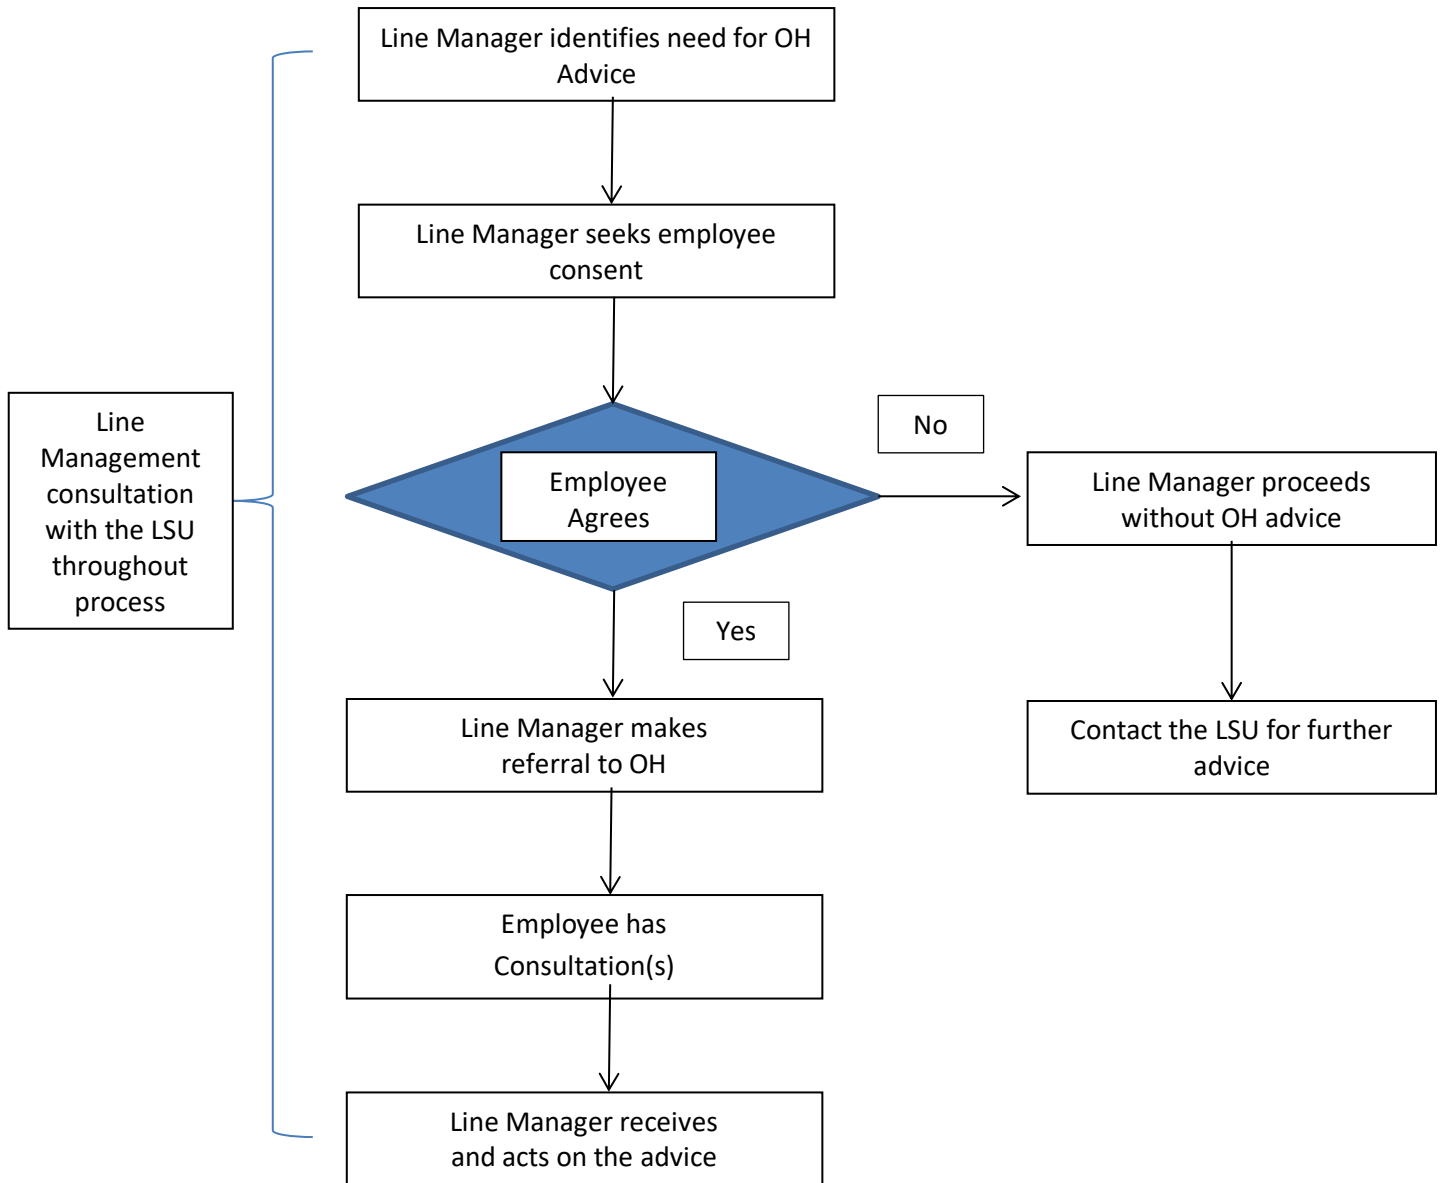 Line Manager identifies need for OH
Advice
Line Manager seeks employee
consent
Line
Management
consultation
with the LSU
throughout
process
Employee
Agrees
No
Line Manager proceeds
without OH advice
Yes
Line Manager makes
referral to OH
Contact the LSU for further
advice
Employee has
Consultation(s)
Line Manager receives
and acts on the advice